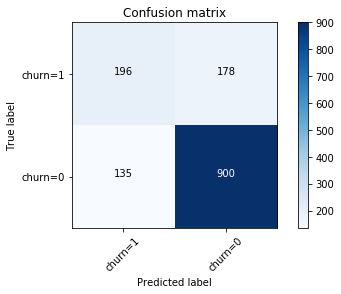 Confusion matrix
True label
churn=1
churn=0
196
178
135
900
churn=1
churn=0
Predicted label
900
800
700
600
500
400
300
200